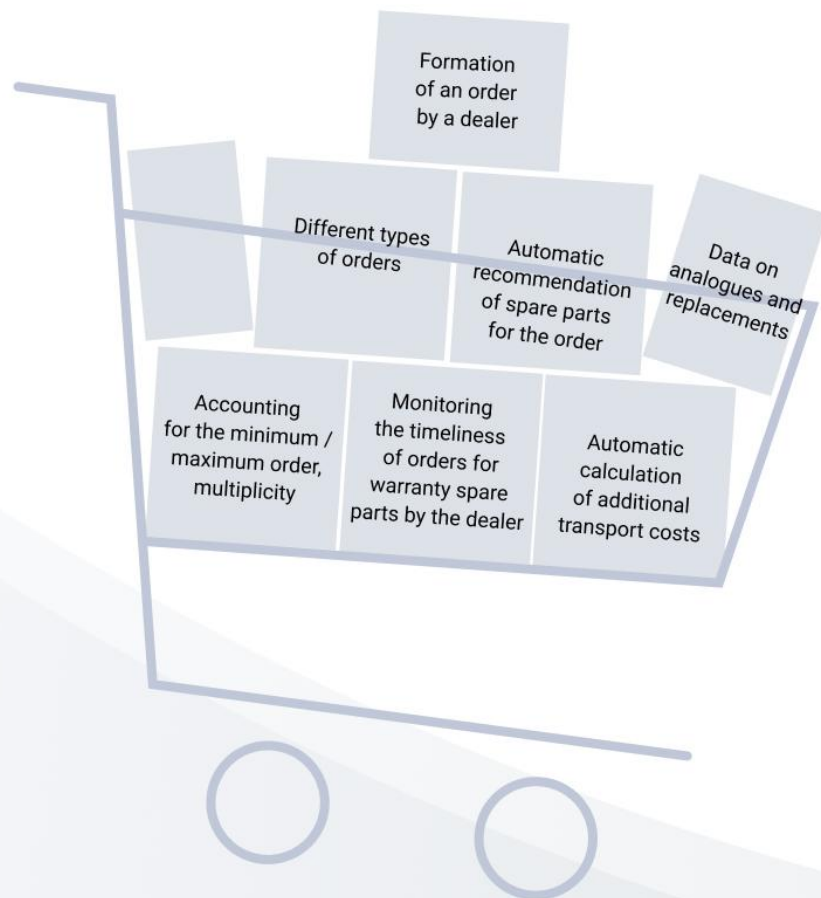 Formation
of an order
by a dealer
Different types
of orders
Automatic
recommendation
of spare parts
for the order
Data on
analogues and
replacements
Accounting
for the minimum /
maximum order,
multiplicity
Monitoring
the timeliness
of orders for
warranty spare
parts by the dealer
Automatic
calculation
of additional
transport costs